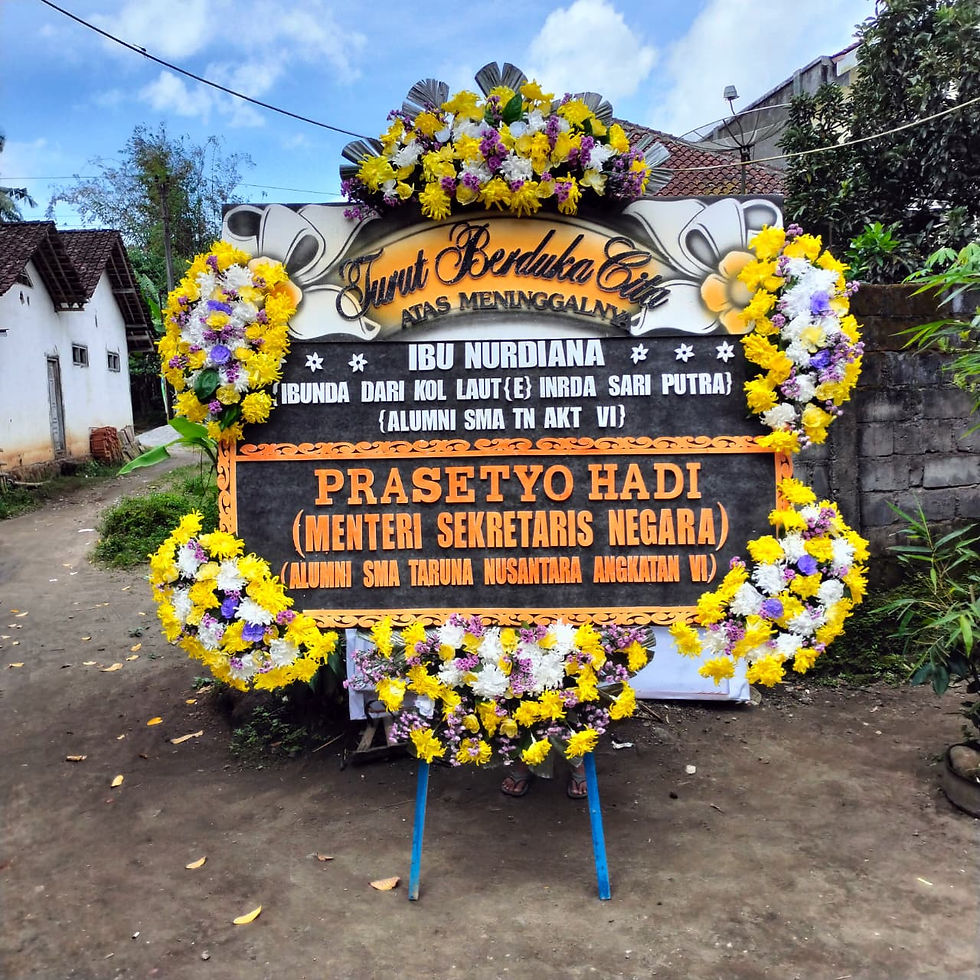 Turut Berduka Cita
ATAS MENINGGALNYA
IBU NURDIANA
{IBUNDA DARI KOL LAUT{E} INRDA SARI PUTRA}
{ALUMNI SMA TN AKT VI}
PRASETYO HADI
(MENTERI SEKRETARIS NEGARA)
(ALUMNI SMA TARUNA NUSANTARA ANGKATAN VI)